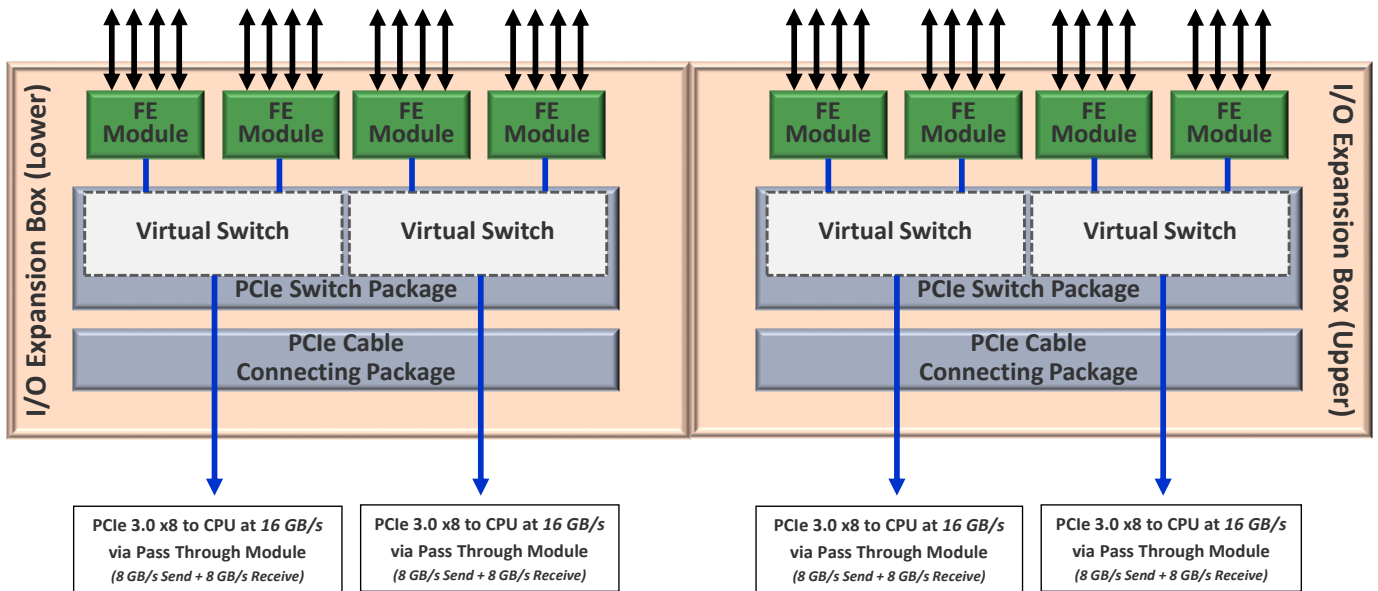 I/O Expansion Box (Lower)
FE
Module
FE
Module
FE
Module
FE
Module
Virtual Switch
Virtual Switch
PCIe Switch Package
PCIe Cable
Connecting Package
PCIe 3.0 x8 to CPU at 16 GB/s
via Pass Through Module
(8 GB/s Send + 8 GB/s Receive)
PCIe 3.0 x8 to CPU at 16 GB/s
via Pass Through Module
(8 GB/s Send + 8 GB/s Receive)
FE
Module
FE
Module
FE
Module
FE
Module
I/O Expansion Box (Upper)
Virtual Switch
Virtual Switch
PCIe Switch Package
PCIe Cable
Connecting Package
PCIe 3.0 x8 to CPU at 16 GB/s
via Pass Through Module
(8 GB/s Send + 8 GB/s Receive)
PCIe 3.0 x8 to CPU at 16 GB/s
via Pass Through Module
(8 GB/s Send + 8 GB/s Receive)